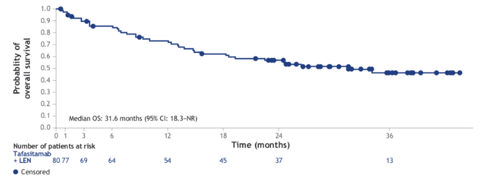 Probablity of
overall survival
1.0
0.9
0.8
0.7
0.6
0.5
0.4
0.3
0.2
0.1
0.0
Median OS: 31.6 months (95% CI: 18.3–NR)
0 1 3 6 12 18 24 36
Time (months)
Number of patients at risk
Tafasitamab
+ LEN 80 77 69 64 54 45 37 13
Censored